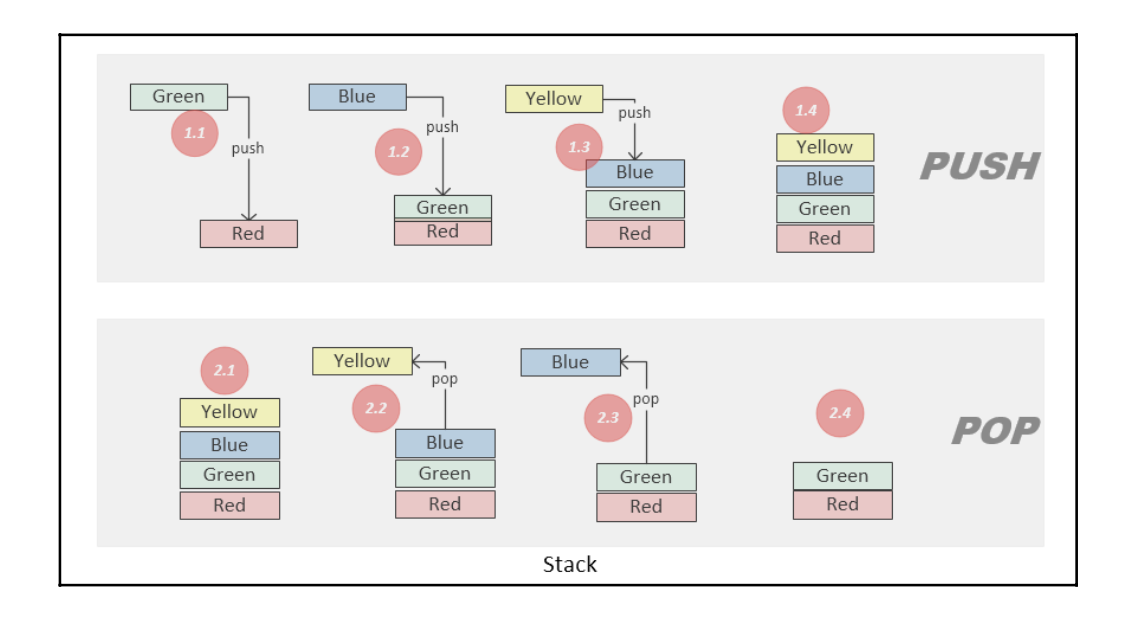 Green
Blue
Yellow
1.1
push
1.2
push
1.3
push
1.4
Red
Green
Red
Blue
Green
Red
Yellow
Blue
Green
Red
PUSH
2.1
Yellow
Blue
Green
Red
Yellow
pop
2.2
Blue
Green
Red
Blue
pop
2.3
Green
Red
2.4
Green
Red
POP
Stack